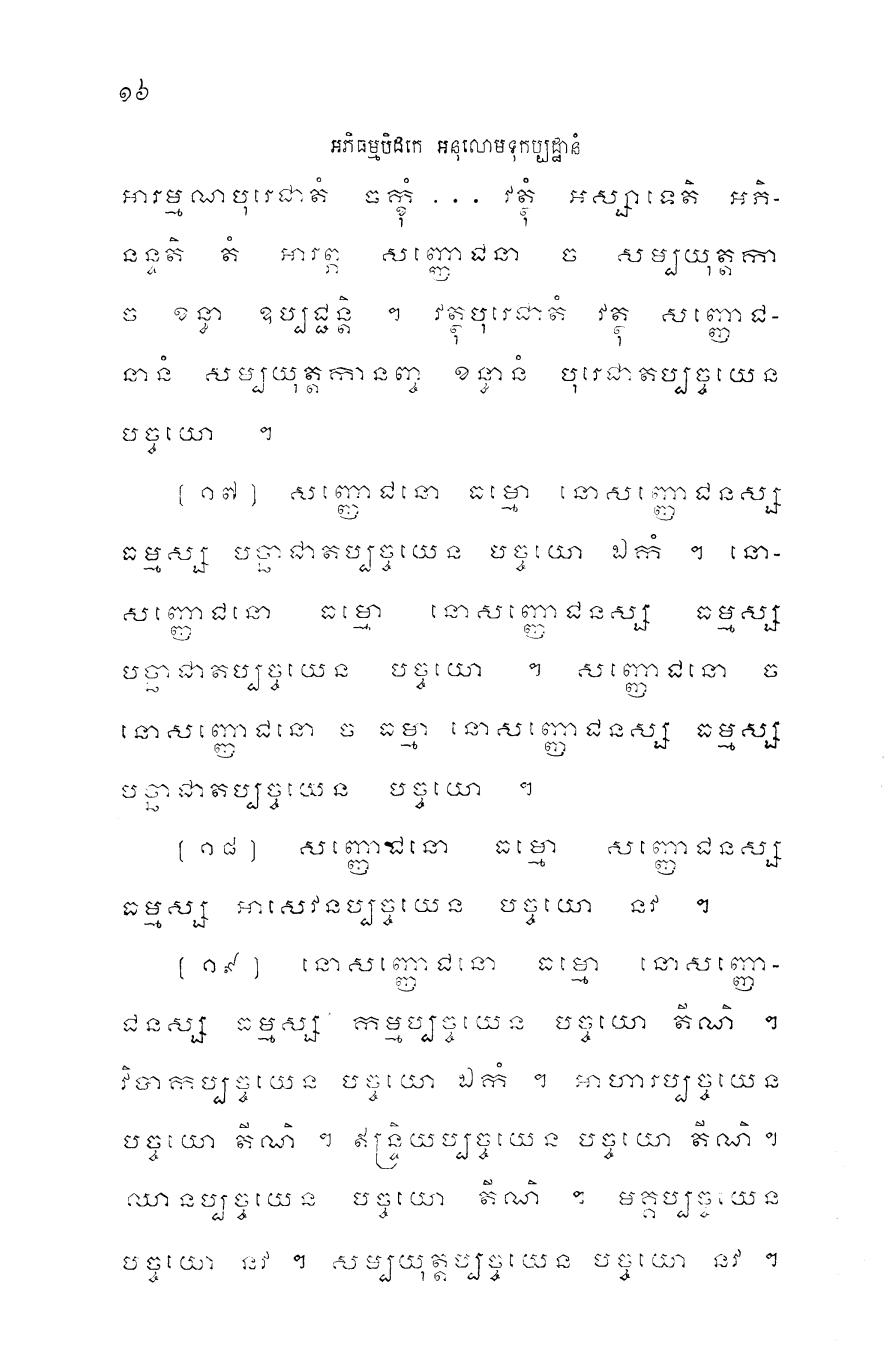 ១៦
អភិធម្មបិដកេ អនុលោមទុកប្បដ្ឋានំ
អារម្មណបុរេជាតំ ចក្ខុំ ... វត្ថុំ អស្សាទេតិ អភិ-
នន្ទតិ តំ អារព្ភ សញ្ញោជនា ច សម្បយុត្តកា
ច ខន្ធា ឧប្បជ្ជន្តិ ។ វត្ថុបុរេជាតំ វត្ថុ សញ្ញោជ-
នានំ សម្បយុត្តកានញ្ច ខន្ធានំ បុរេជាតប្បច្ចយេន
បច្ចយោ ។
[១៧] សញ្ញោជនោ ធម្មោ នោសញ្ញោជនស្ស
ធម្មស្ស បច្ឆាជាតប្បច្ចយេន បច្ចយោ ឯកំ ។ នោ-
សញ្ញោជនោ ធម្មោ នោសញ្ញោជនស្ស ធម្មស្ស
បច្ឆាជាតប្បច្ចយេន បច្ចយោ ។ សញ្ញោជនោ ច
នោសញ្ញោជនោ ច ធម្មា នោសញ្ញោជនស្ស ធម្មស្ស
បច្ឆាជាតប្បច្ចយេន បច្ចយោ ។
[១៨] សញ្ញោជនោ ធម្មោ សញ្ញោជនស្ស
ធម្មស្ស អាសេវនប្បច្ចយេន បច្ចយោ នវ ។
[១៩] នោសញ្ញោជនោ ធម្មោ នោសញ្ញោ-
ជនស្ស ធម្មស្ស កម្មប្បច្ចយេន បច្ចយោ តីណិ ។
វិបាកប្បច្ចយេន បច្ចយោ ឯកំ ។ អាហារប្បច្ចយេន
បច្ចយោ តីណិ ។ ឥន្ទ្រិយប្បច្ចយេន បច្ចយោ តីណិ ។
ឈានប្បច្ចយេន បច្ចយោ តីណិ ។ មគ្គប្បច្ចយេន
បច្ចយោ នវ ។ សម្បយុត្តប្បច្ចយេន បច្ចយោ នវ ។